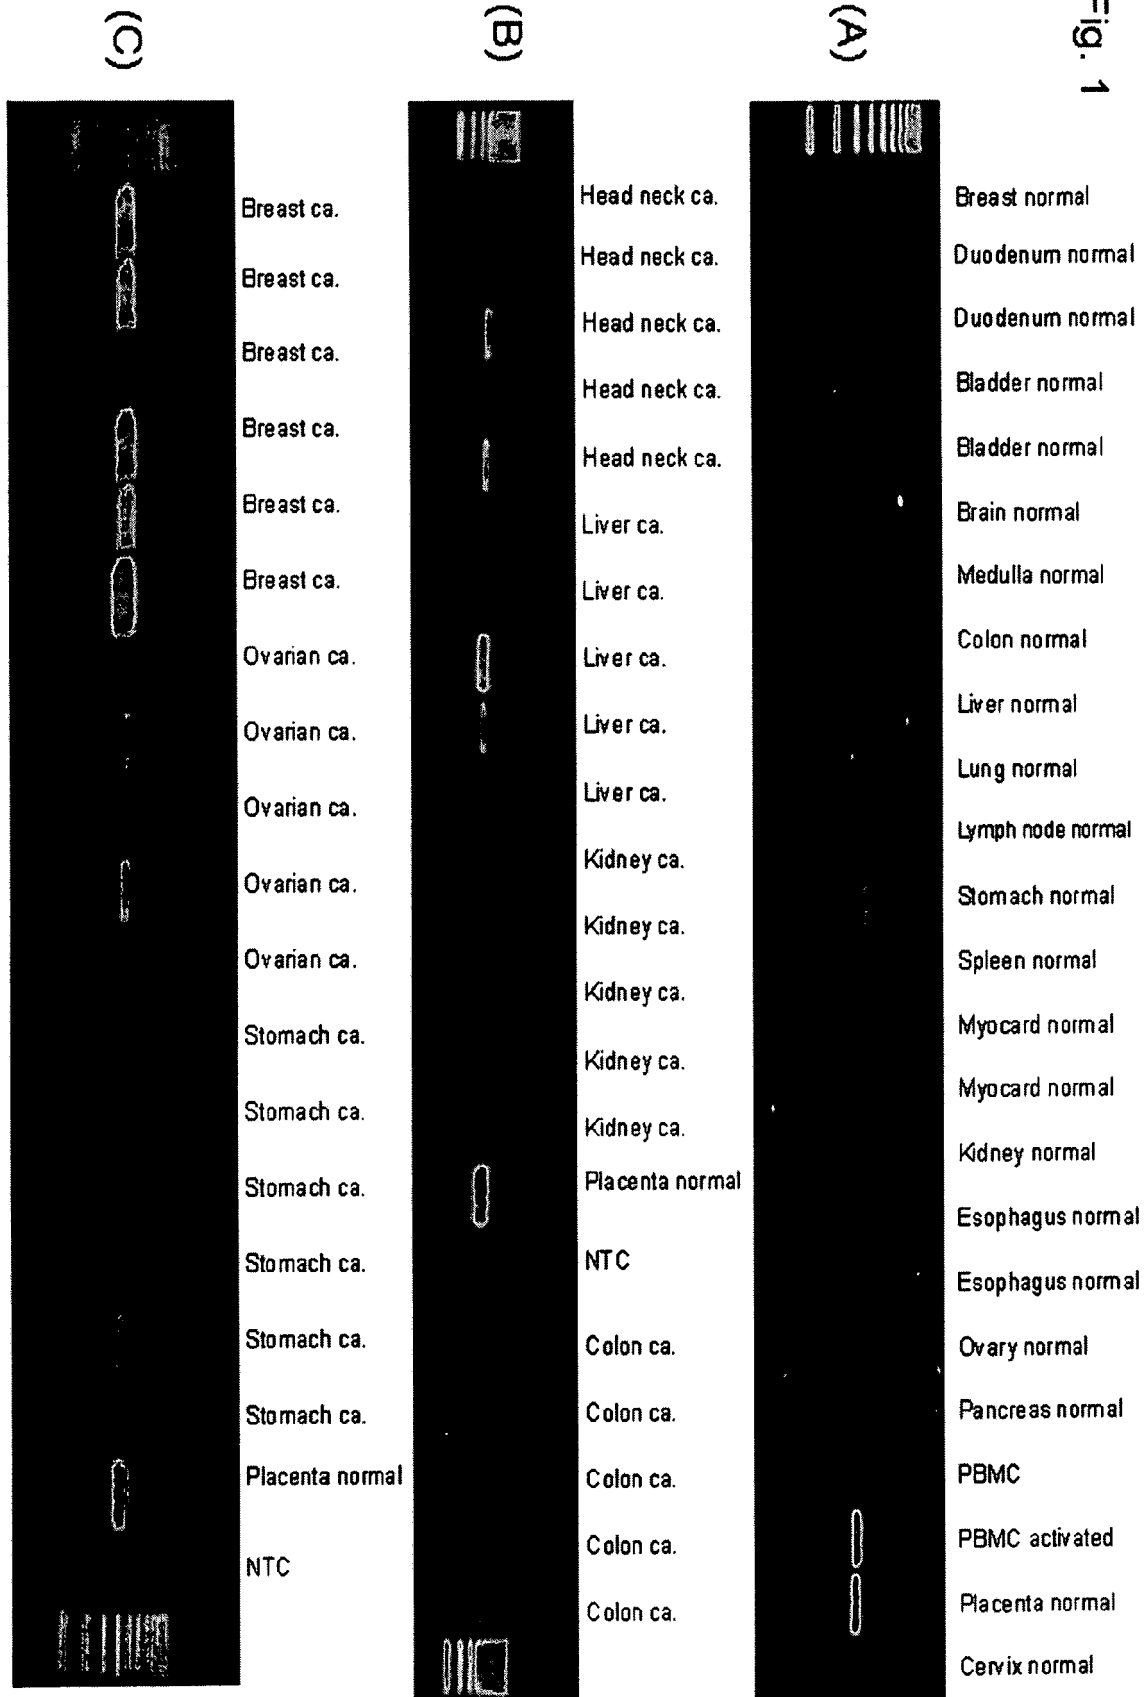 Fig. 1
(A)
Breast normal
Duodenum normal
Duodenum normal
Bladder normal
Bladder normal
Brain normal
Medulla normal
Colon normal
Liver normal
Lung normal
Lymph node normal
Stomach normal
Spleen normal
Myocard normal
Myocard normal
Kidney normal
Esophagus normal
Esophagus normal
Ovary normal
Pancreas normal
PBMC
PBMC activated
Placenta normal
Cervix normal
(B)
Head neck ca.
Head neck ca.
Head neck ca.
Head neck ca.
Head neck ca.
Liver ca.
Liver ca.
Liver ca.
Liver ca.
Liver ca.
Kidney ca.
Kidney ca.
Kidney ca.
Kidney ca.
Kidney ca.
Placenta normal
NTC
Colon ca.
Colon ca.
Colon ca.
Colon ca.
Colon ca.
(C)
Breast ca.
Breast ca.
Breast ca.
Breast ca.
Breast ca.
Breast ca.
Ovarian ca.
Ovarian ca.
Ovarian ca.
Ovarian ca.
Ovarian ca.
Stomach ca.
Stomach ca.
Stomach ca.
Stomach ca.
Stomach ca.
Stomach ca.
Placenta normal
NTC